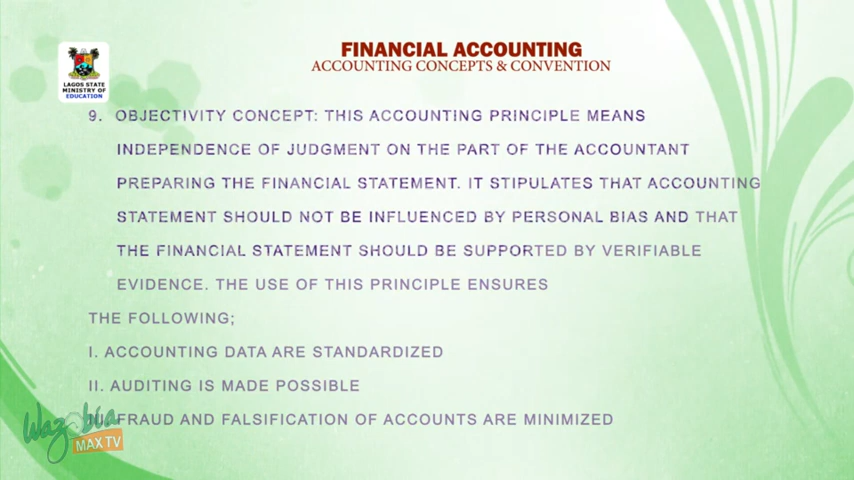 FINANCIAL ACCOUNTING
ACCOUNTING CONCEPTS & CONVENTION
LAGOS STATE
MINISTRY OF
EDUCATION
9. OBJECTIVITY CONCEPT: THIS ACCOUNTING PRINCIPLE MEANS
INDEPENDENCE OF JUDGMENT ON THE PART OF THE ACCOUNTANT
PREPARING THE FINANCIAL STATEMENT. IT STIPULATES THAT ACCOUNTING
STATEMENT SHOULD NOT BE INFLUENCED BY PERSONAL BIAS AND THAT
THE FINANCIAL STATEMENT SHOULD BE SUPPORTED BY VERIFIABLE
EVIDENCE. THE USE OF THIS PRINCIPLE ENSURES
THE FOLLOWING;
I. ACCOUNTING DATA ARE STANDARDIZED
II. AUDITING IS MADE POSSIBLE
FRAUD AND FALSIFICATION OF ACCOUNTS ARE MINIMIZED
Wazobia
MAX TV